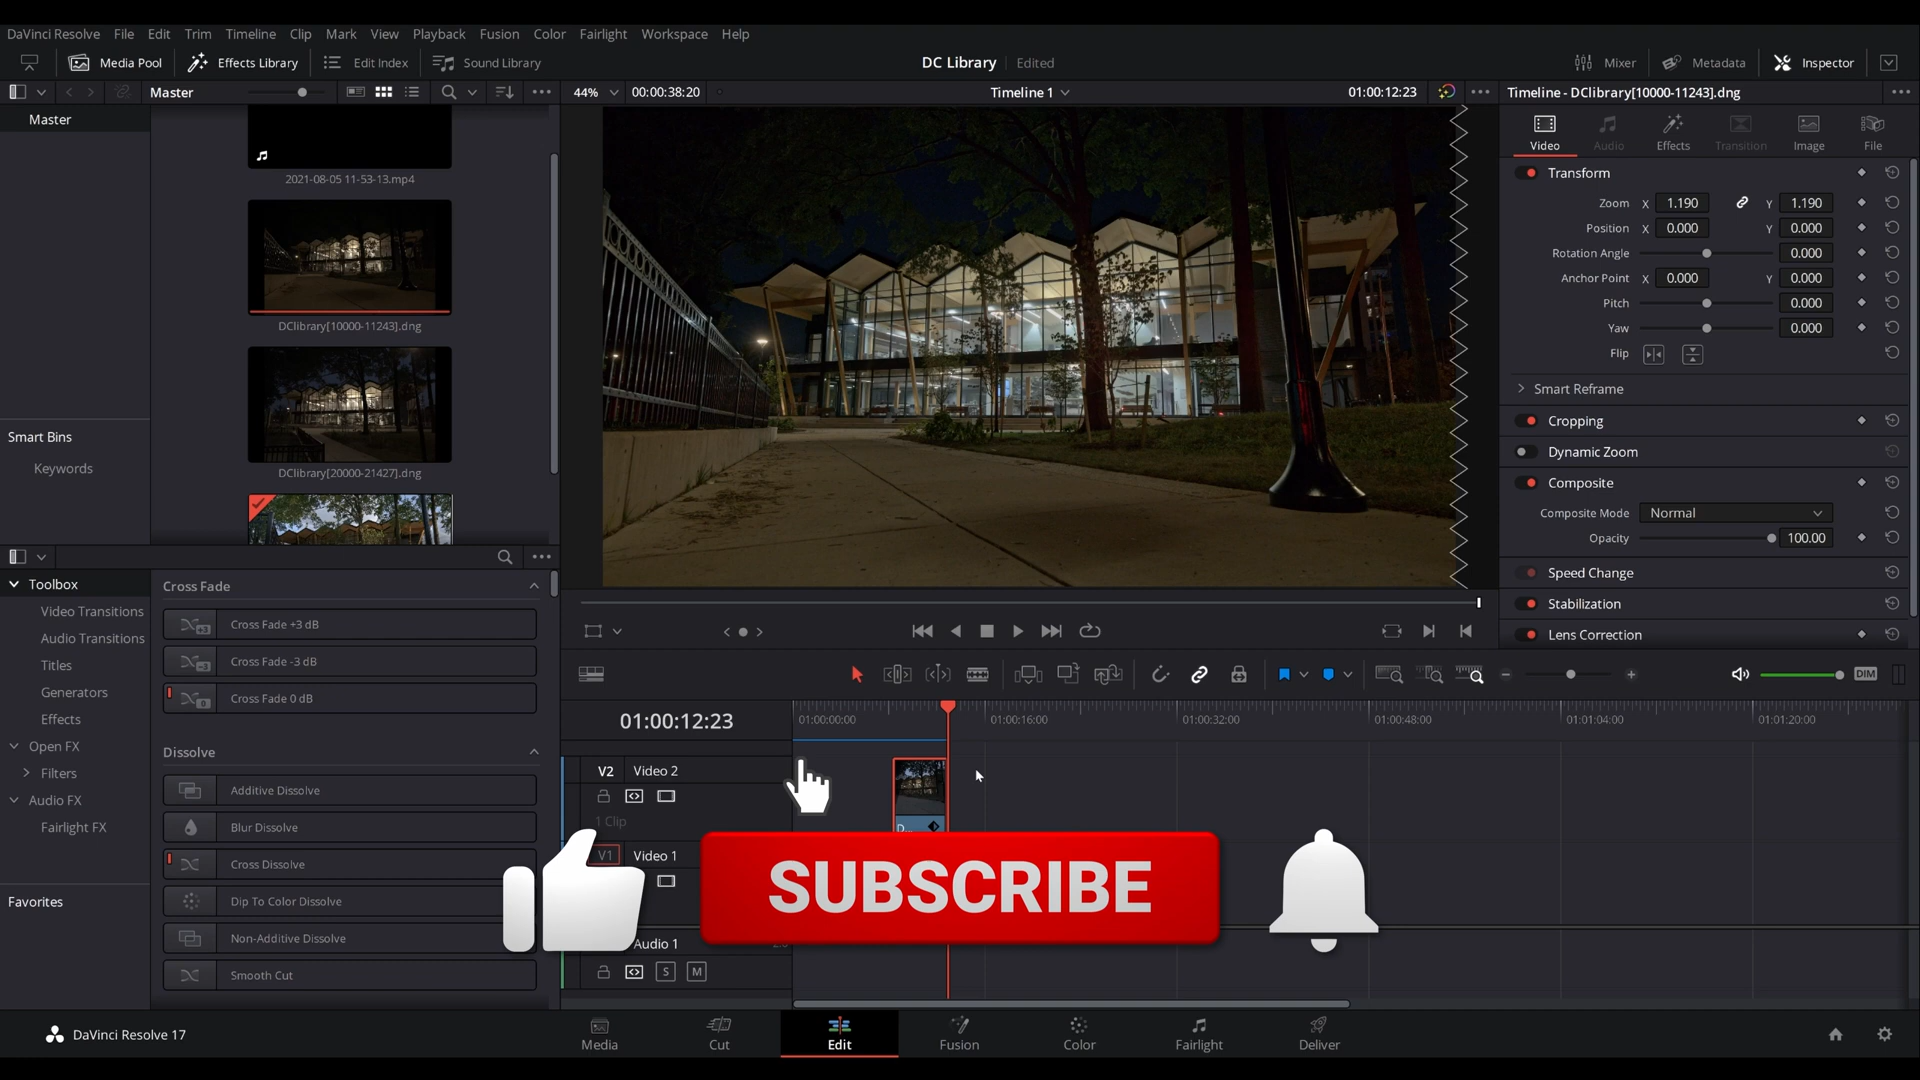 DaVinci Resolve File Edit Trim Timeline Clip Mark View Playback Fusion Color Fairlight Workspace Help
Media Pool Effects Library Edit Index Sound Library DC Library Edited Mixer Metadata Inspector
Master 44% 00:00:38:20 Timeline 1 01:00:12:23 Timeline - DClibrary[10000-11243].dng
Master
2021-08-05 11-53-13.mp4
DClibrary[10000-11243].dng
DClibrary[20000-21427].dng
Smart Bins
Keywords
Video Audio Effects Transition Image File
Transform
Zoom X 1.190 Y 1.190
Position X 0.000 Y 0.000
Rotation Angle 0.000
Anchor Point X 0.000 Y 0.000
Pitch 0.000
Yaw 0.000
Flip
Smart Reframe
Cropping
Dynamic Zoom
Composite
Composite Mode Normal
Opacity 100.00
Speed Change
Stabilization
Lens Correction
Toolbox
Video Transitions
Audio Transitions
Titles
Generators
Effects
Open FX
Filters
Audio FX
Fairlight FX
Favorites
Cross Fade
Cross Fade +3 dB
Cross Fade -3 dB
Cross Fade 0 dB
Dissolve
Additive Dissolve
Blur Dissolve
Cross Dissolve
Dip To Color Dissolve
Non-Additive Dissolve
Smooth Cut
DIM
01:00:12:23 01:00:00:00 01:00:16:00 01:00:32:00 01:00:48:00 01:01:04:00 01:01:20:00
V2 Video 2
1 Clip
D...
V1 Video 1
SUBSCRIBE
Audio 1
S M
DaVinci Resolve 17 Media Cut Edit Fusion Color Fairlight Deliver